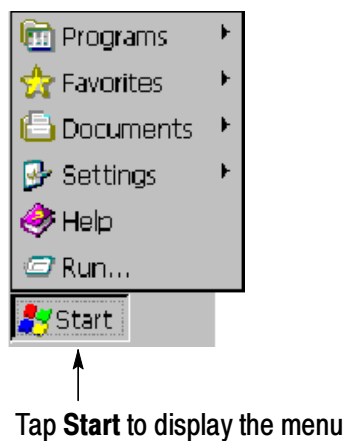 Programs
Favorites
Documents
Settings
Help
Run...
Start
Tap Start to display the menu